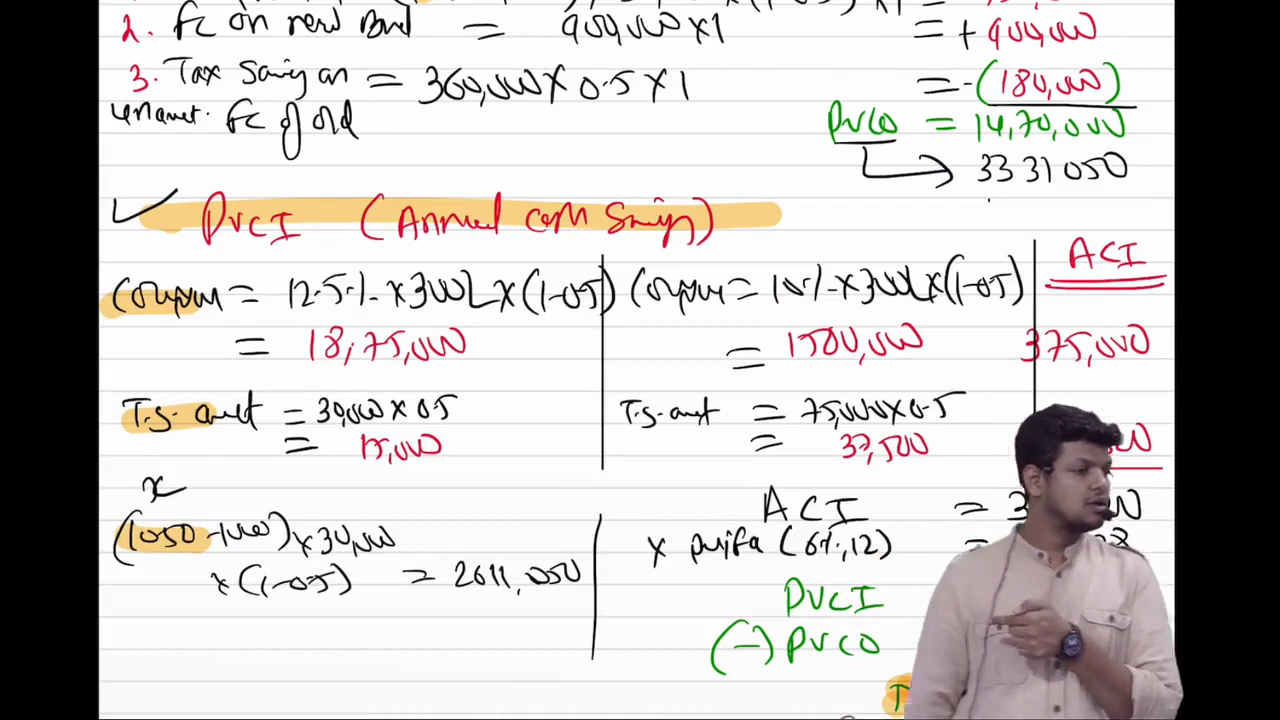 2. FC on new Bond = 900,000 x 1 = + 900,000
3. Tax Saving on = 360,000 x 0.5 x 1 = -(180,000)
unamort. FC of old
PVCO = 14,70,000
3331050
PVCI (Annual cash Savings)
ACI
Coupon = 12.5% x 300L x (1-0.5)
= 18,75,000
Coupon = 10% x 300L x (1-0.5)
= 1500,000
375,000
T.S. amort = 30,000 x 0.5
= 15,000
T.S. amort = 75,000 x 0.5
= 37,500
x
(1050 - 1000) x 30,000
x (1-0.5) = 2611,050
ACI =
x pvifa (6%, 12) =
PVCI
(-) PVCO